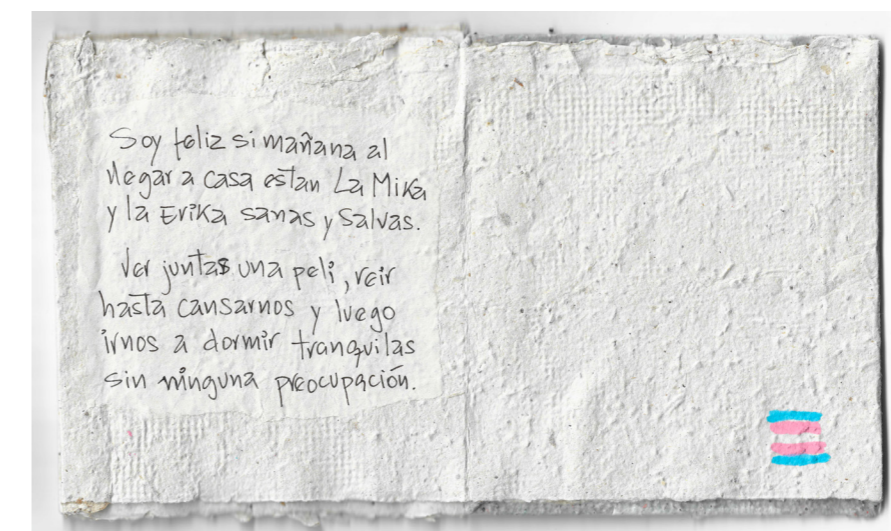 Soy feliz si mañana al
llegar a casa estan La Mika
y la Erika sanas y salvas.
Ver juntas una peli, reir
hasta cansarnos y luego
irnos a dormir tranquilas
sin ninguna preocupación.